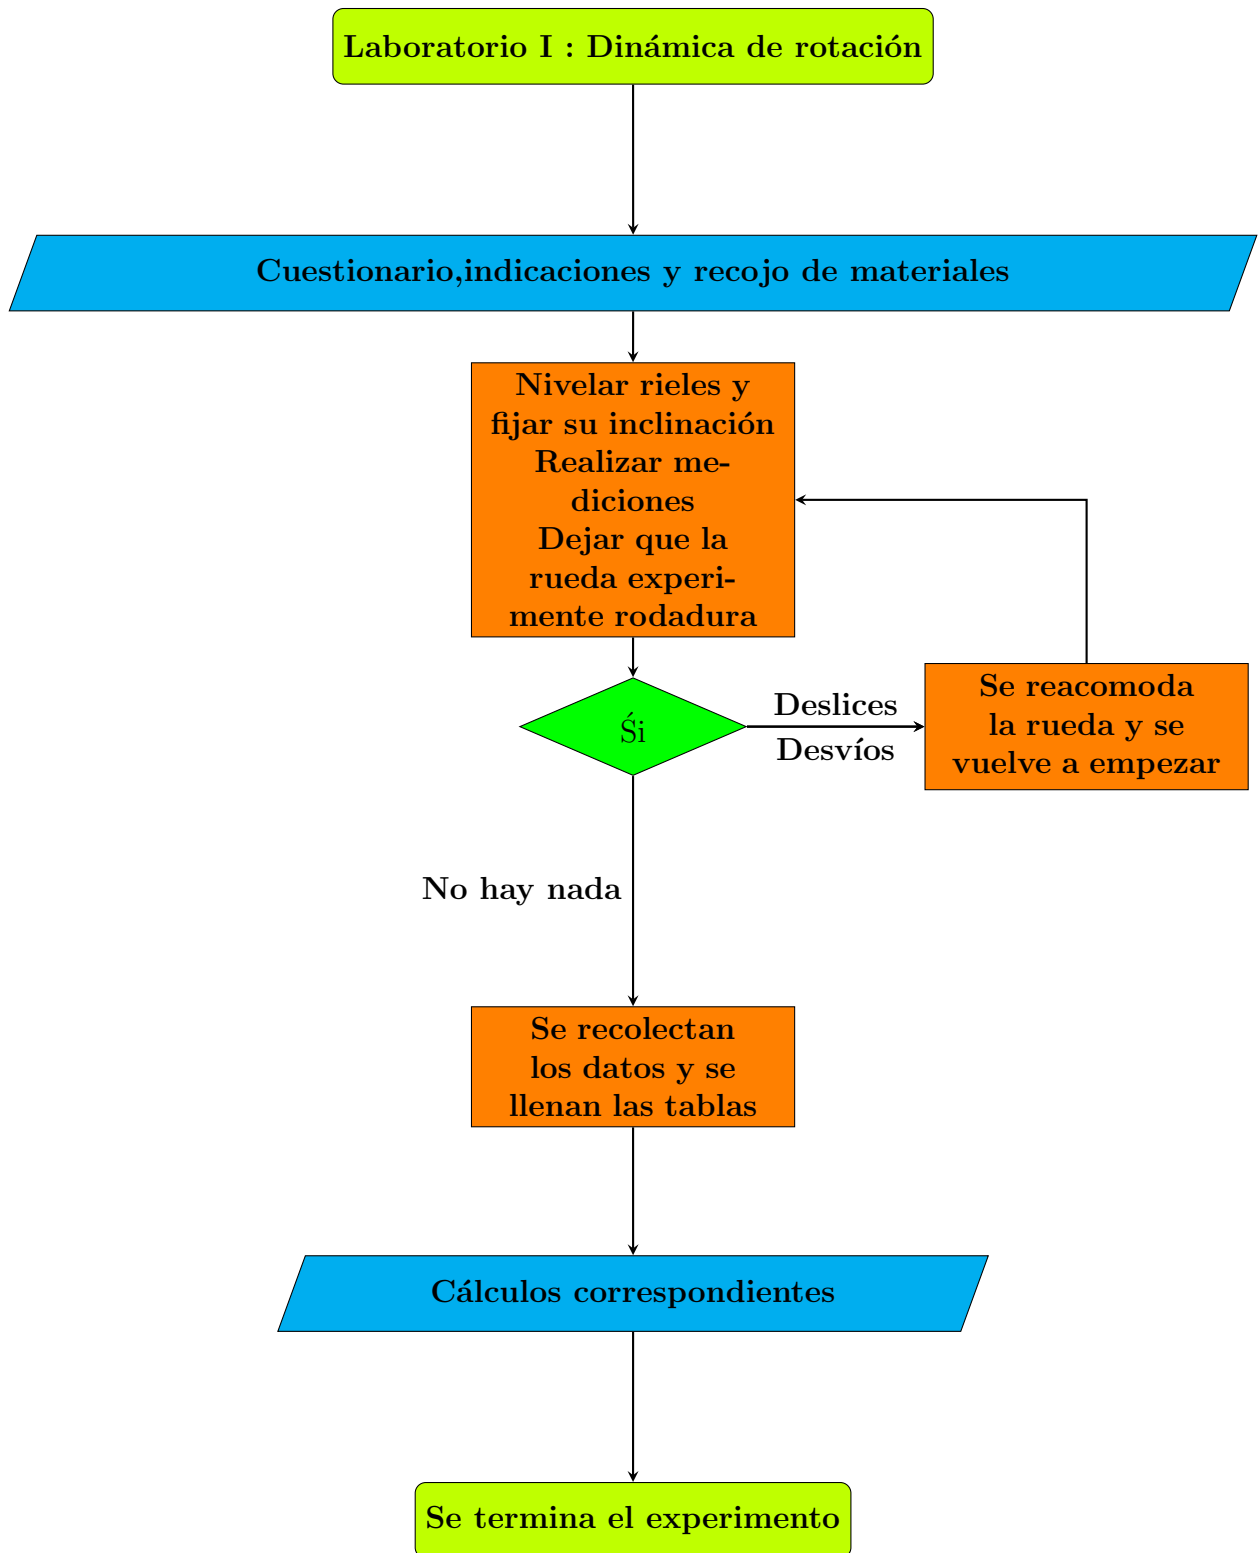 Laboratorio I : Dinámica de rotación
Cuestionario,indicaciones y recojo de materiales
Nivelar rieles y
fijar su inclinación
Realizar me-
diciones
Dejar que la
rueda experi-
mente rodadura
Śi
Deslices
Desvíos
Se reacomoda
la rueda y se
vuelve a empezar
No hay nada
Se recolectan
los datos y se
llenan las tablas
Cálculos correspondientes
Se termina el experimento